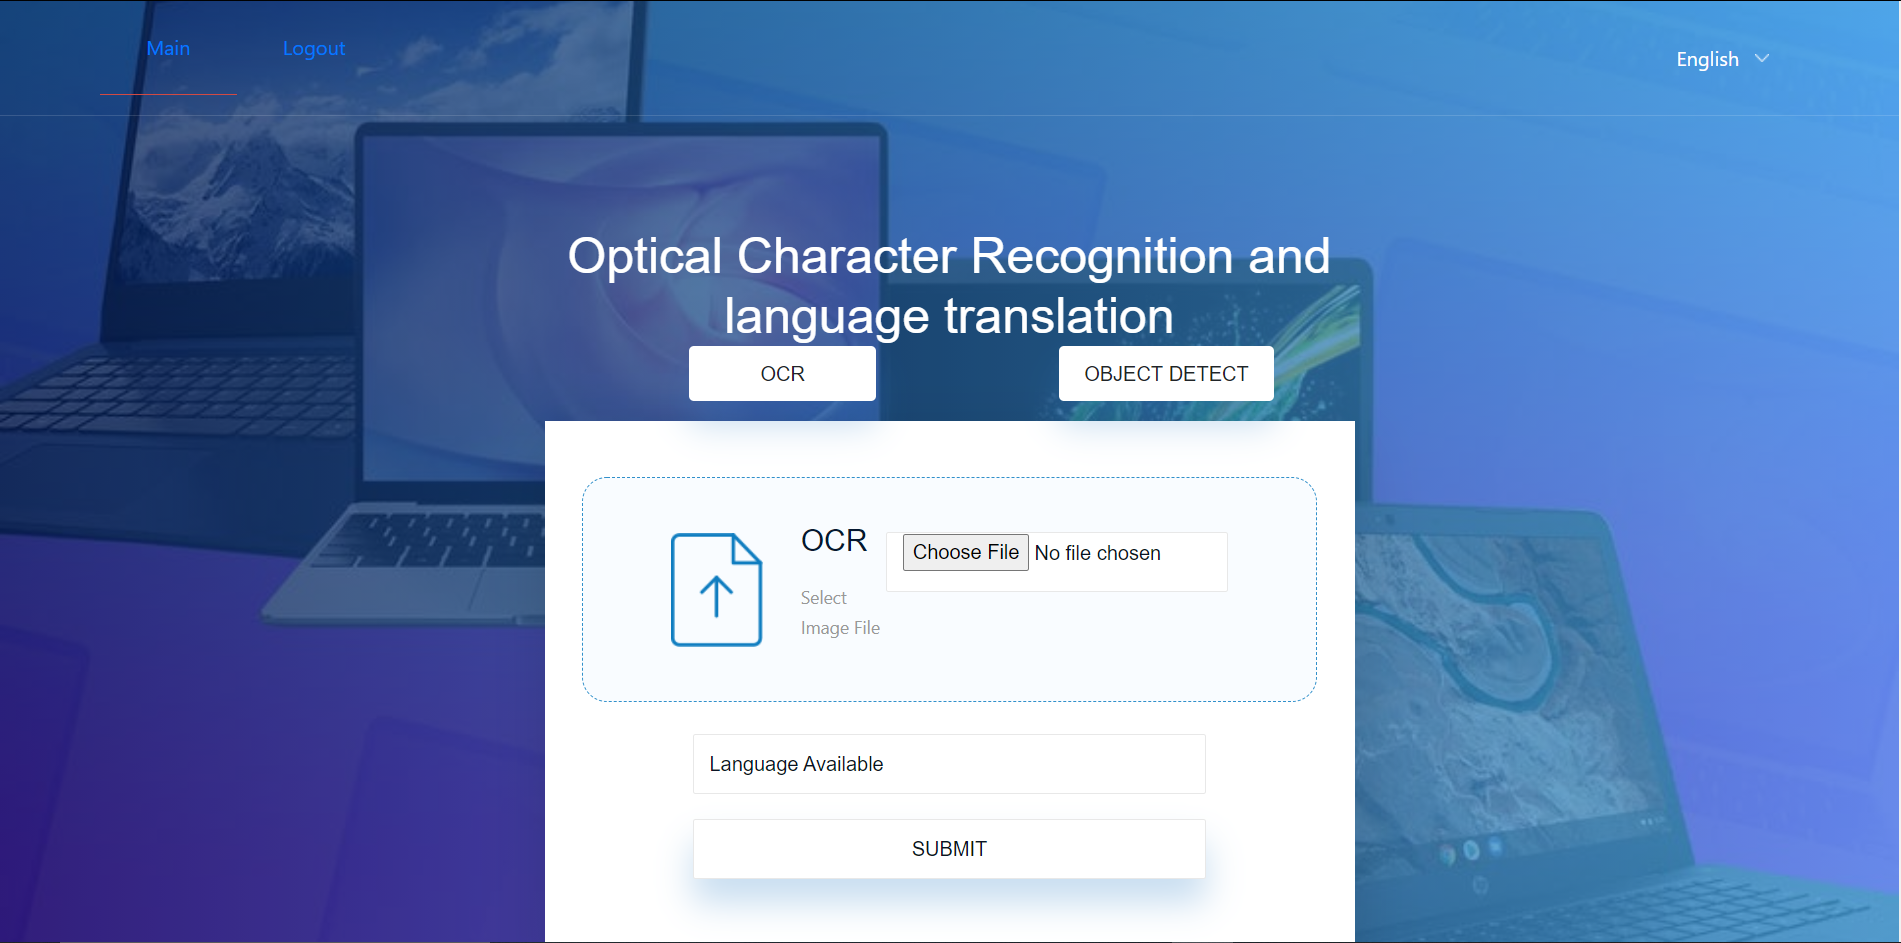 Main
Logout
English
Optical Character Recognition and
language translation
OCR
OBJECT DETECT
OCR
Choose File No file chosen
Select
Image File
Language Available
SUBMIT